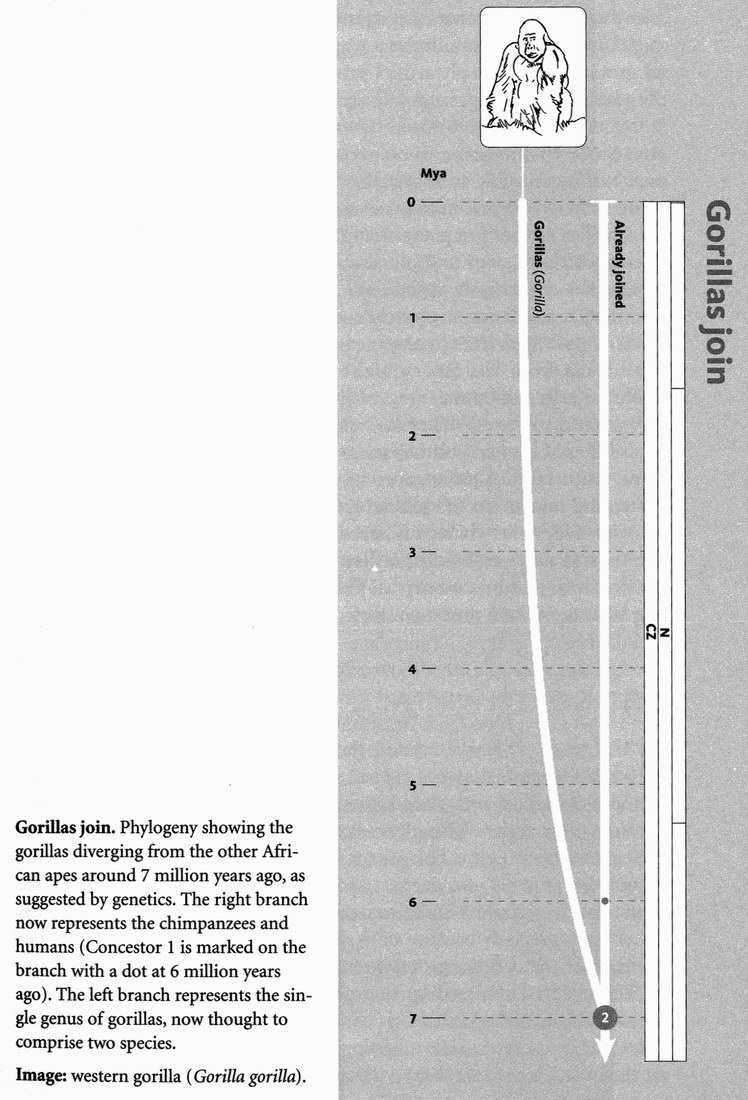 Gorillas join
Mya
0
1
2
3
4
5
6
7
Gorillas (Gorilla)
Already joined
CZ
N
2
Gorillas join. Phylogeny showing the
gorillas diverging from the other Afri-
can apes around 7 million years ago, as
suggested by genetics. The right branch
now represents the chimpanzees and
humans (Concestor 1 is marked on the
branch with a dot at 6 million years
ago). The left branch represents the sin-
gle genus of gorillas, now thought to
comprise two species.
Image: western gorilla (Gorilla gorilla).